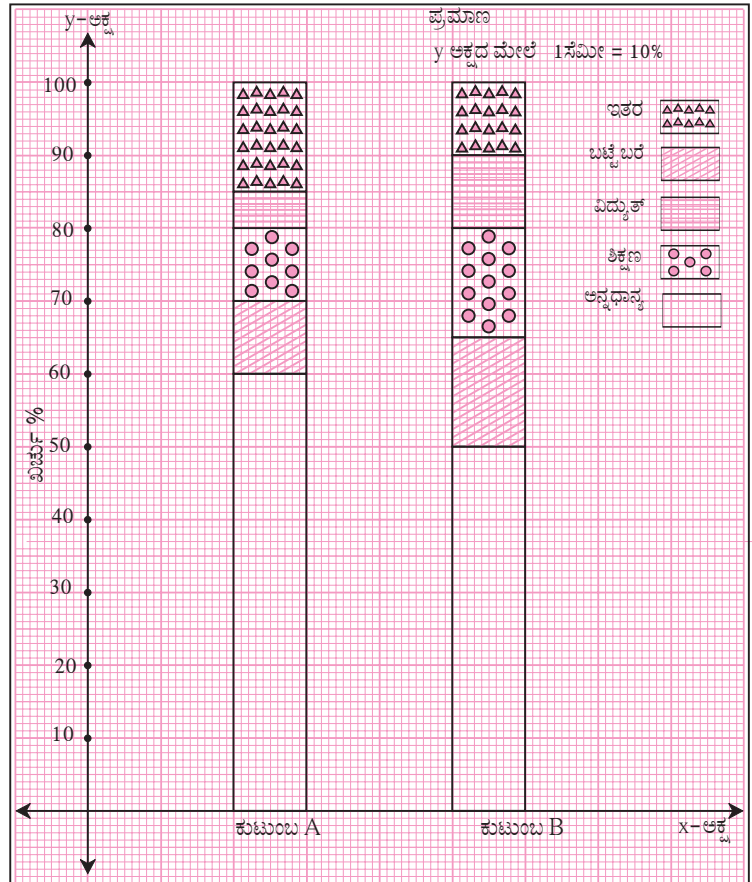 ಪ್ರಮಾಣ
y-ಅಕ್ಷ
y ಅಕ್ಷದ ಮೇಲೆ 1ಸೆಮೀ = 10%
100
90
80
70
60
50
40
30
20
10
ಖರ್ಚು %
ಇತರ
ಬಟ್ಟೆ ಬರೆ
ವಿದ್ಯುತ್
ಶಿಕ್ಷಣ
ಅನ್ನಧಾನ್ಯ
ಕುಟುಂಬ A
ಕುಟುಂಬ B
x-ಅಕ್ಷ